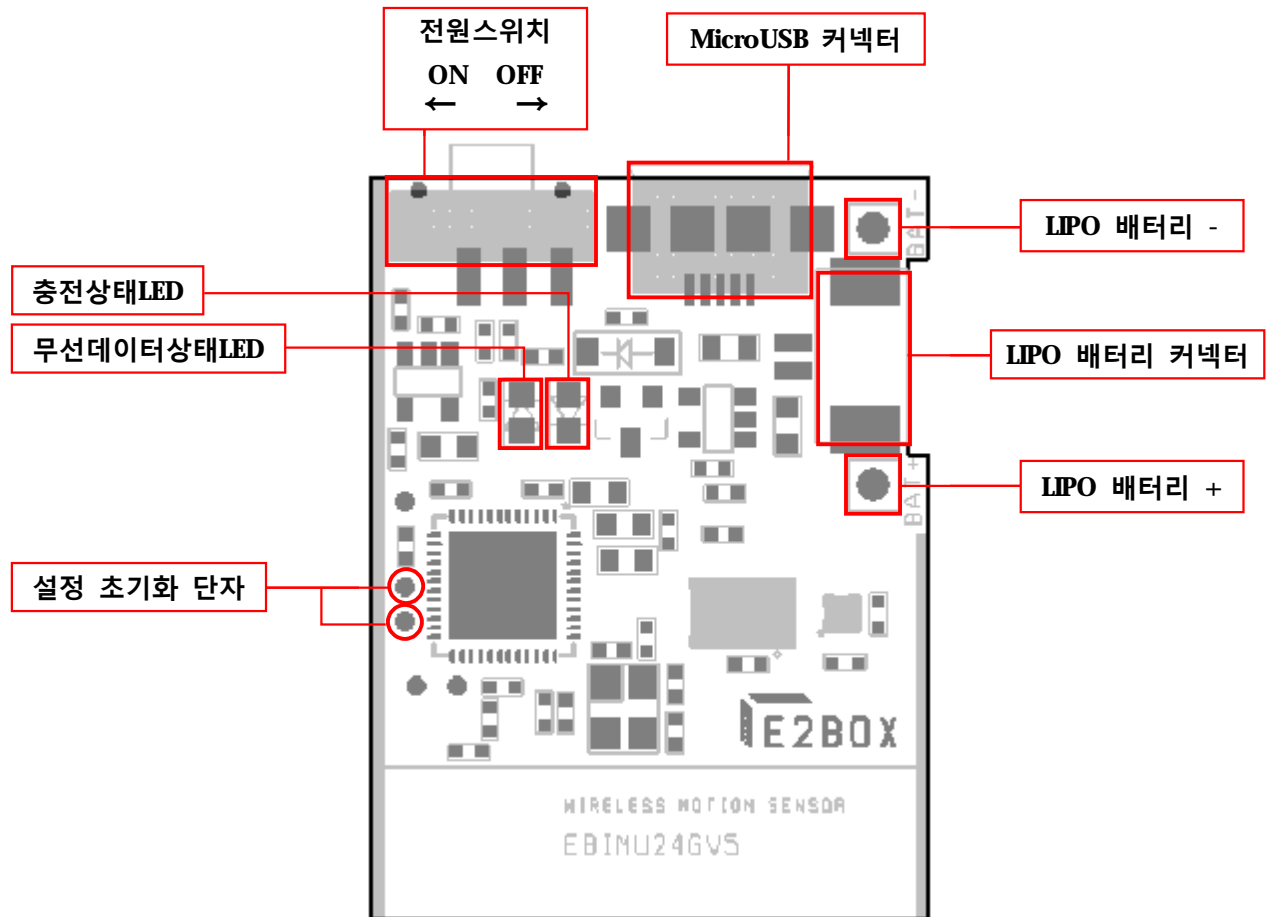 전원스위치
ON OFF
← →
MicroUSB 커넥터
BAT-
LIPO 배터리 -
충전상태LED
무선데이터상태LED
LIPO 배터리 커넥터
BAT+
LIPO 배터리 +
설정 초기화 단자
E2BOX
WIRELESS MOTION SENSOR
EBIMU24GV5